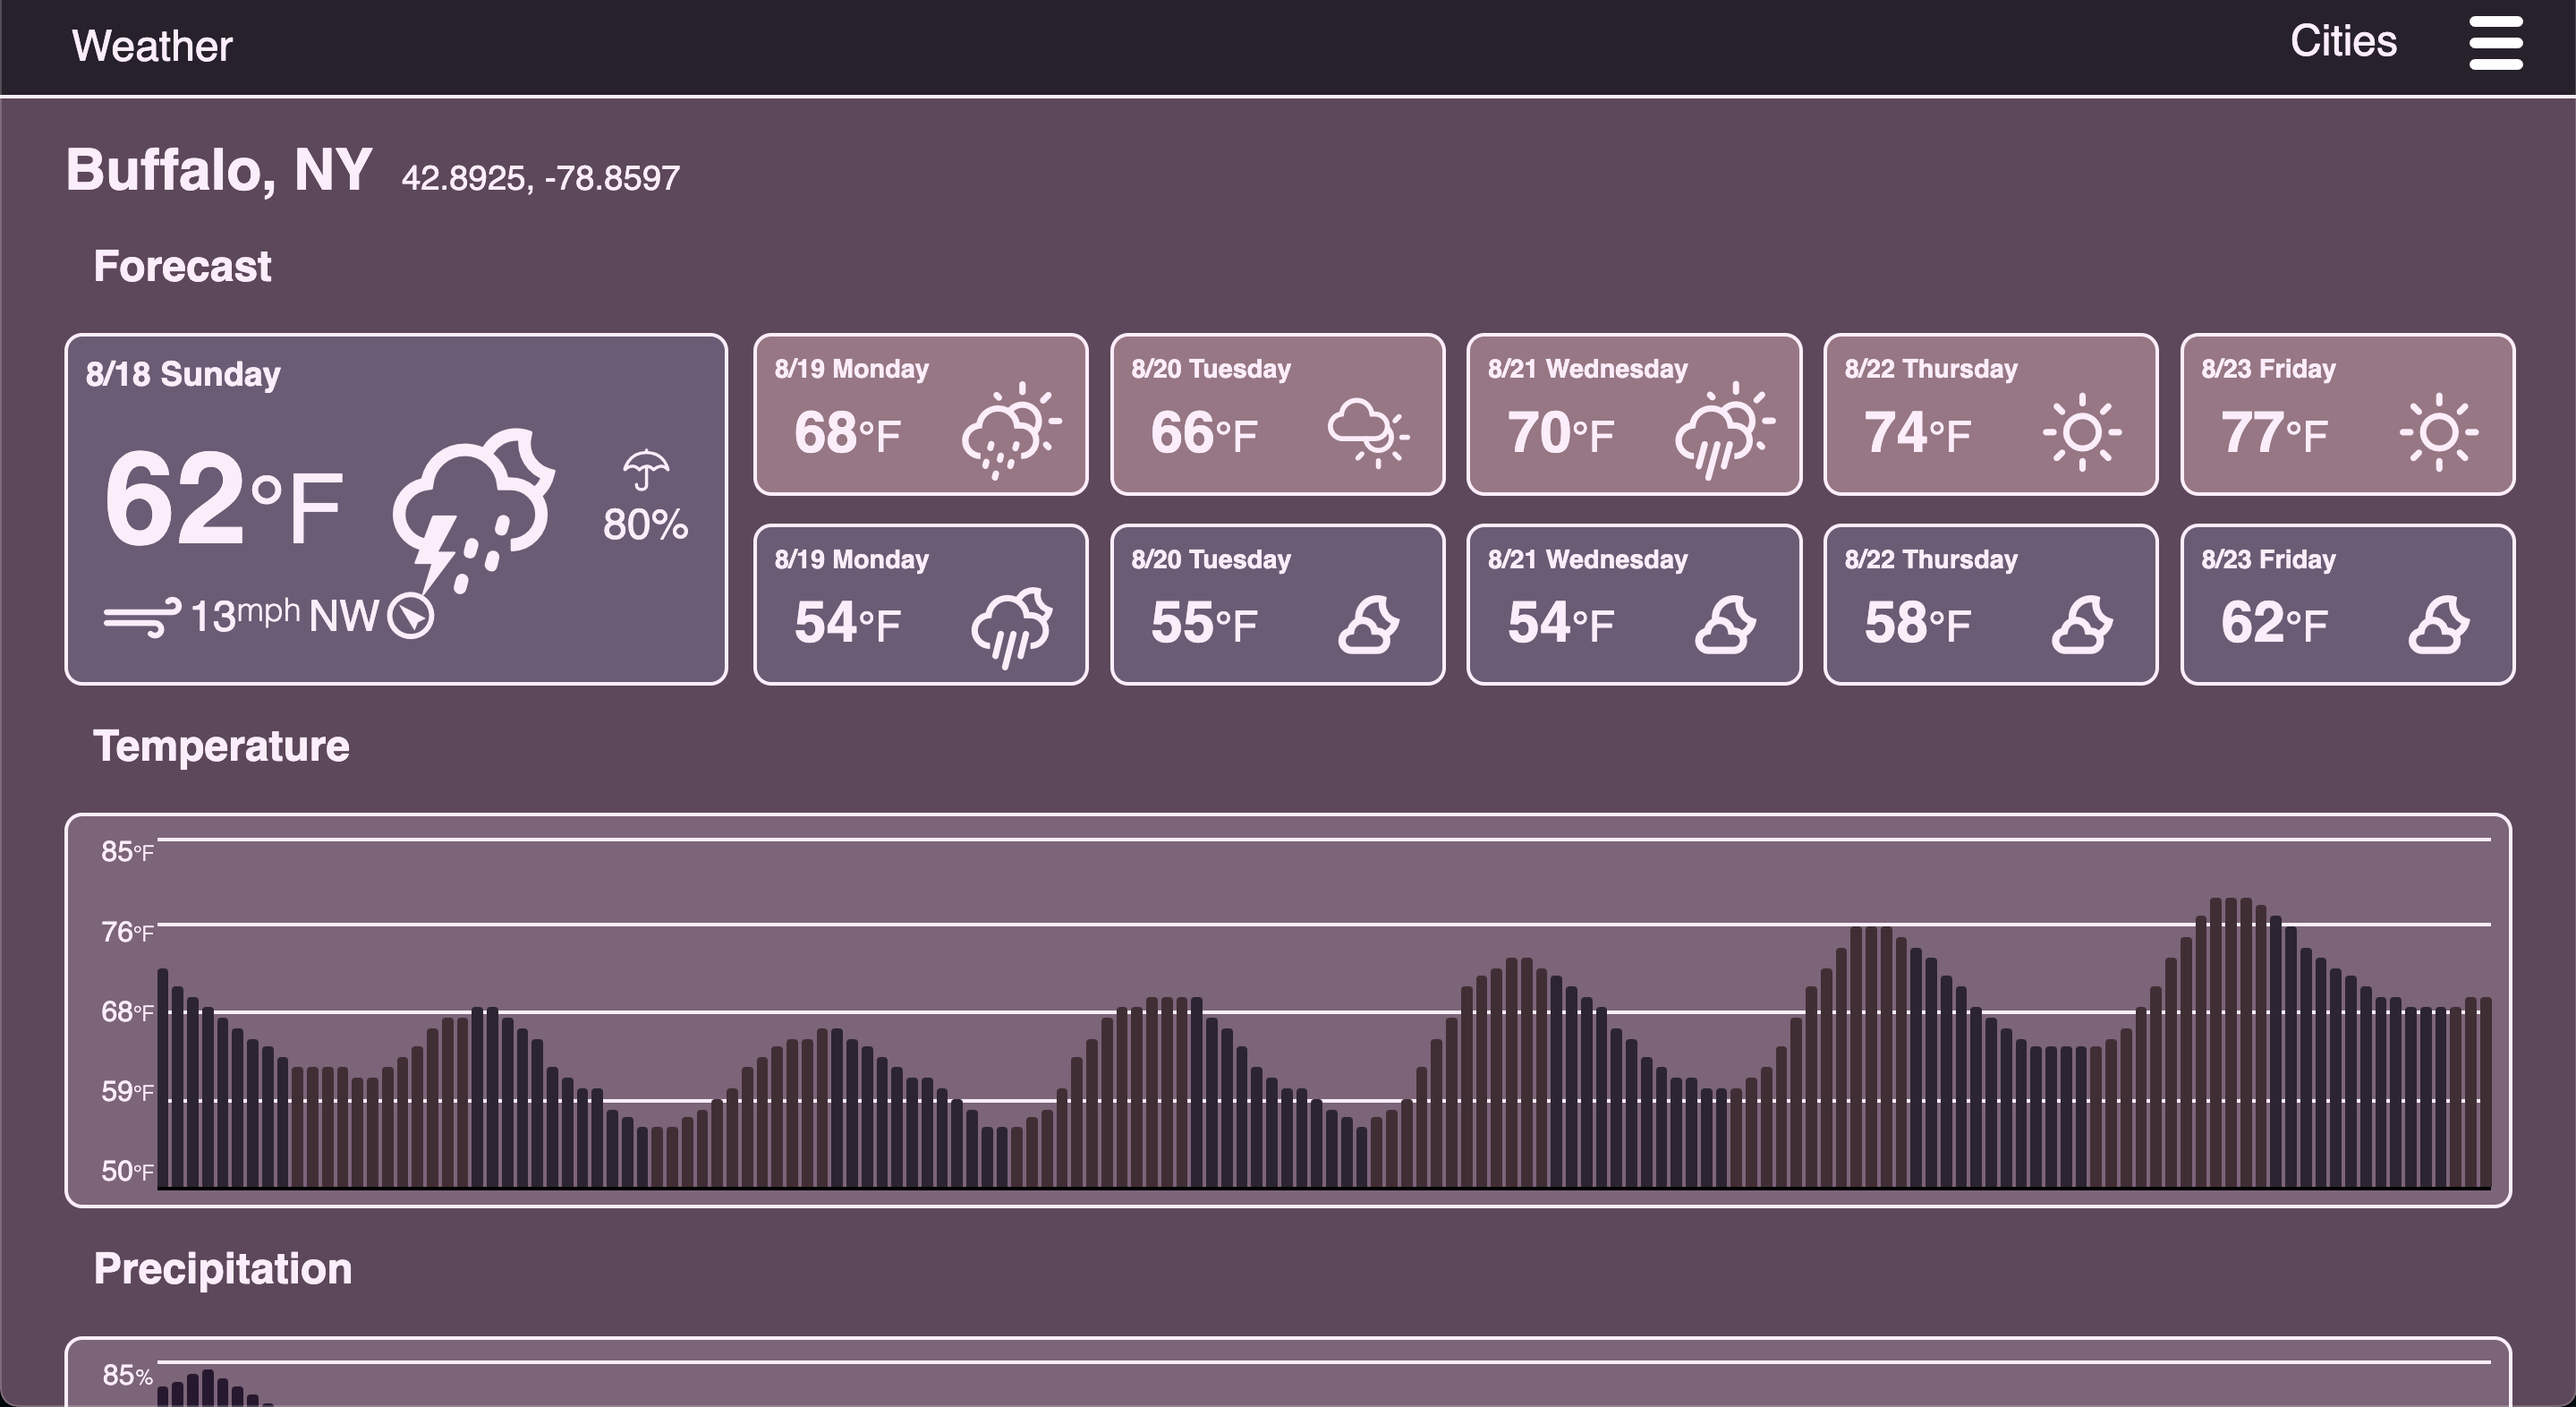 Weather
Cities
Buffalo, NY 42.8925, -78.8597
Forecast
8/18 Sunday
62°F
80%
13mph NW
8/19 Monday
68°F
8/20 Tuesday
66°F
8/21 Wednesday
70°F
8/22 Thursday
74°F
8/23 Friday
77°F
8/19 Monday
54°F
8/20 Tuesday
55°F
8/21 Wednesday
54°F
8/22 Thursday
58°F
8/23 Friday
62°F
Temperature
85°F
76°F
68°F
59°F
50°F
Precipitation
85%